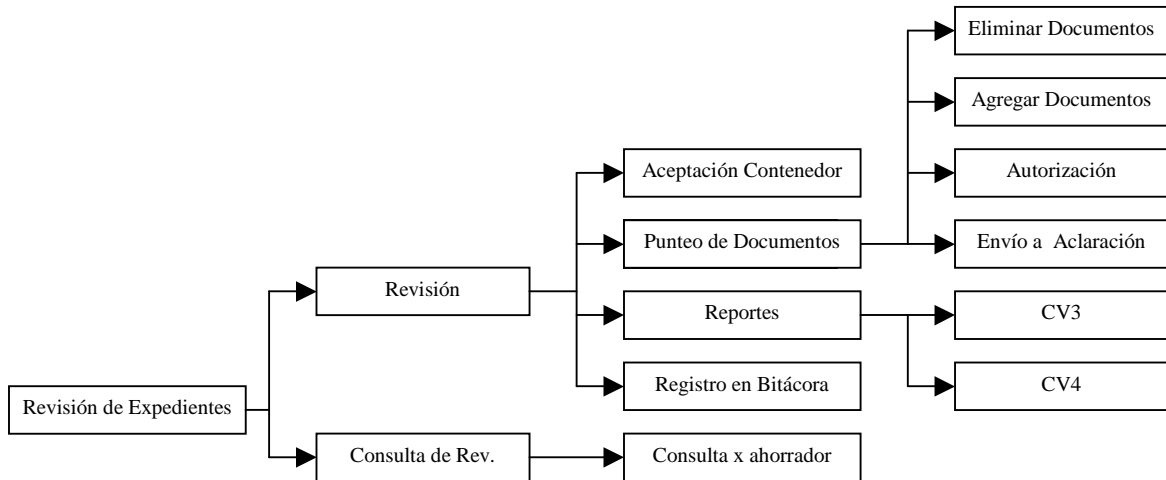 Eliminar Documentos
Agregar Documentos
Aceptación Contenedor
Autorización
Punteo de Documentos
Envío a  Aclaración
Revisión
Reportes
CV3
Registro en Bitácora
CV4
Revisión de Expedientes
Consulta de Rev.
Consulta x ahorrador